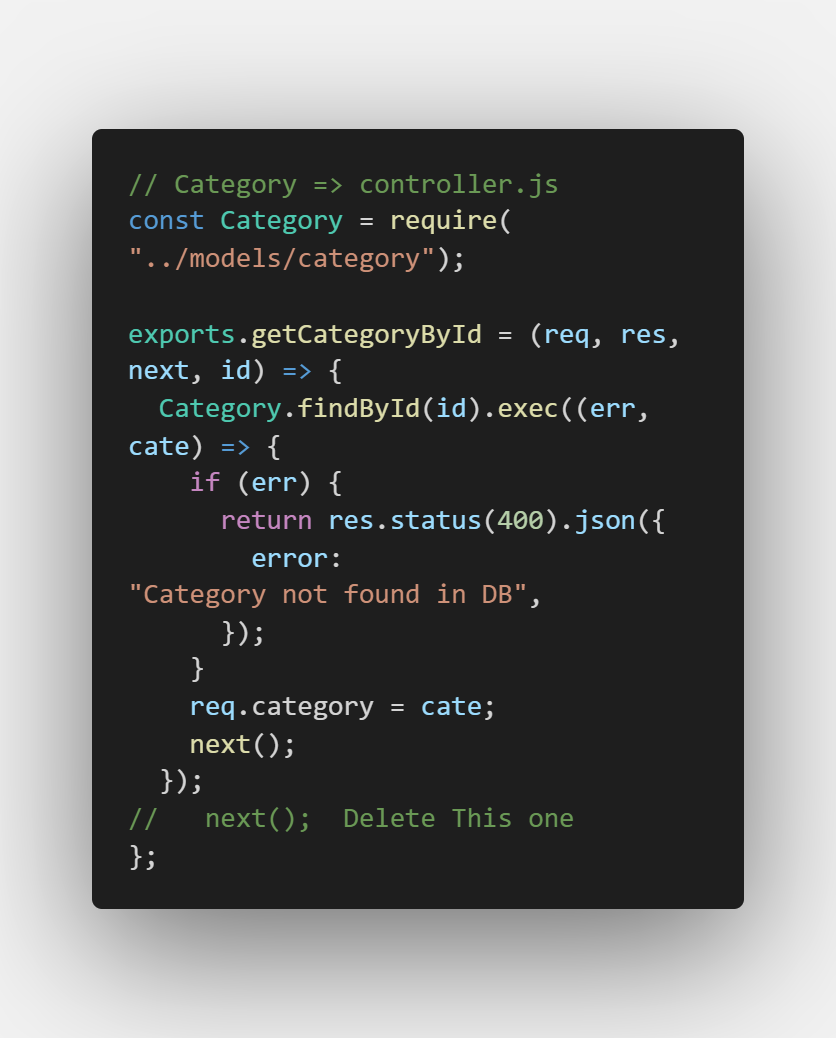 // Category => controller.js
const Category = require(
"../models/category");
exports.getCategoryById = (req, res,
next, id) => {
  Category.findById(id).exec((err,
cate) => {
    if (err) {
      return res.status(400).json({
        error:
"Category not found in DB",
      });
    }
    req.category = cate;
    next();
  });
//   next();  Delete This one
};